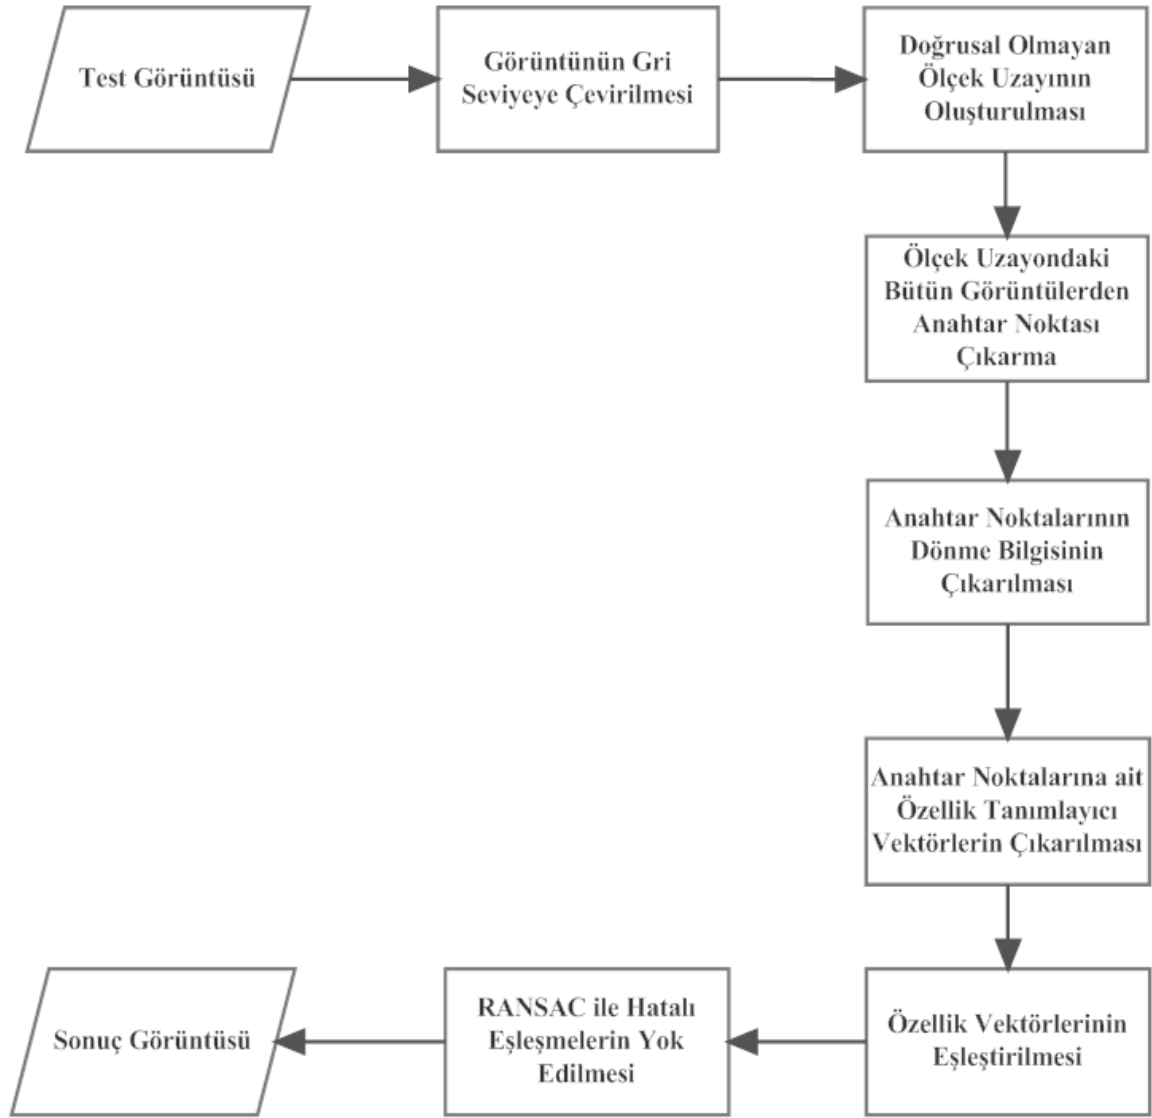 Test Görüntüsü
Görüntünün Gri
Seviyeye Çevirilmesi
Doğrusal Olmayan
Ölçek Uzayının
Oluşturulması
Ölçek Uzayondaki
Bütün Görüntülerden
Anahtar Noktası
Çıkarma
Anahtar Noktalarının
Dönme Bilgisinin
Çıkarılması
Anahtar Noktalarına ait
Özellik Tanımlayıcı
Vektörlerin Çıkarılması
Özellik Vektörlerinin
Eşleştirilmesi
RANSAC ile Hatalı
Eşleşmelerin Yok
Edilmesi
Sonuç Görüntüsü